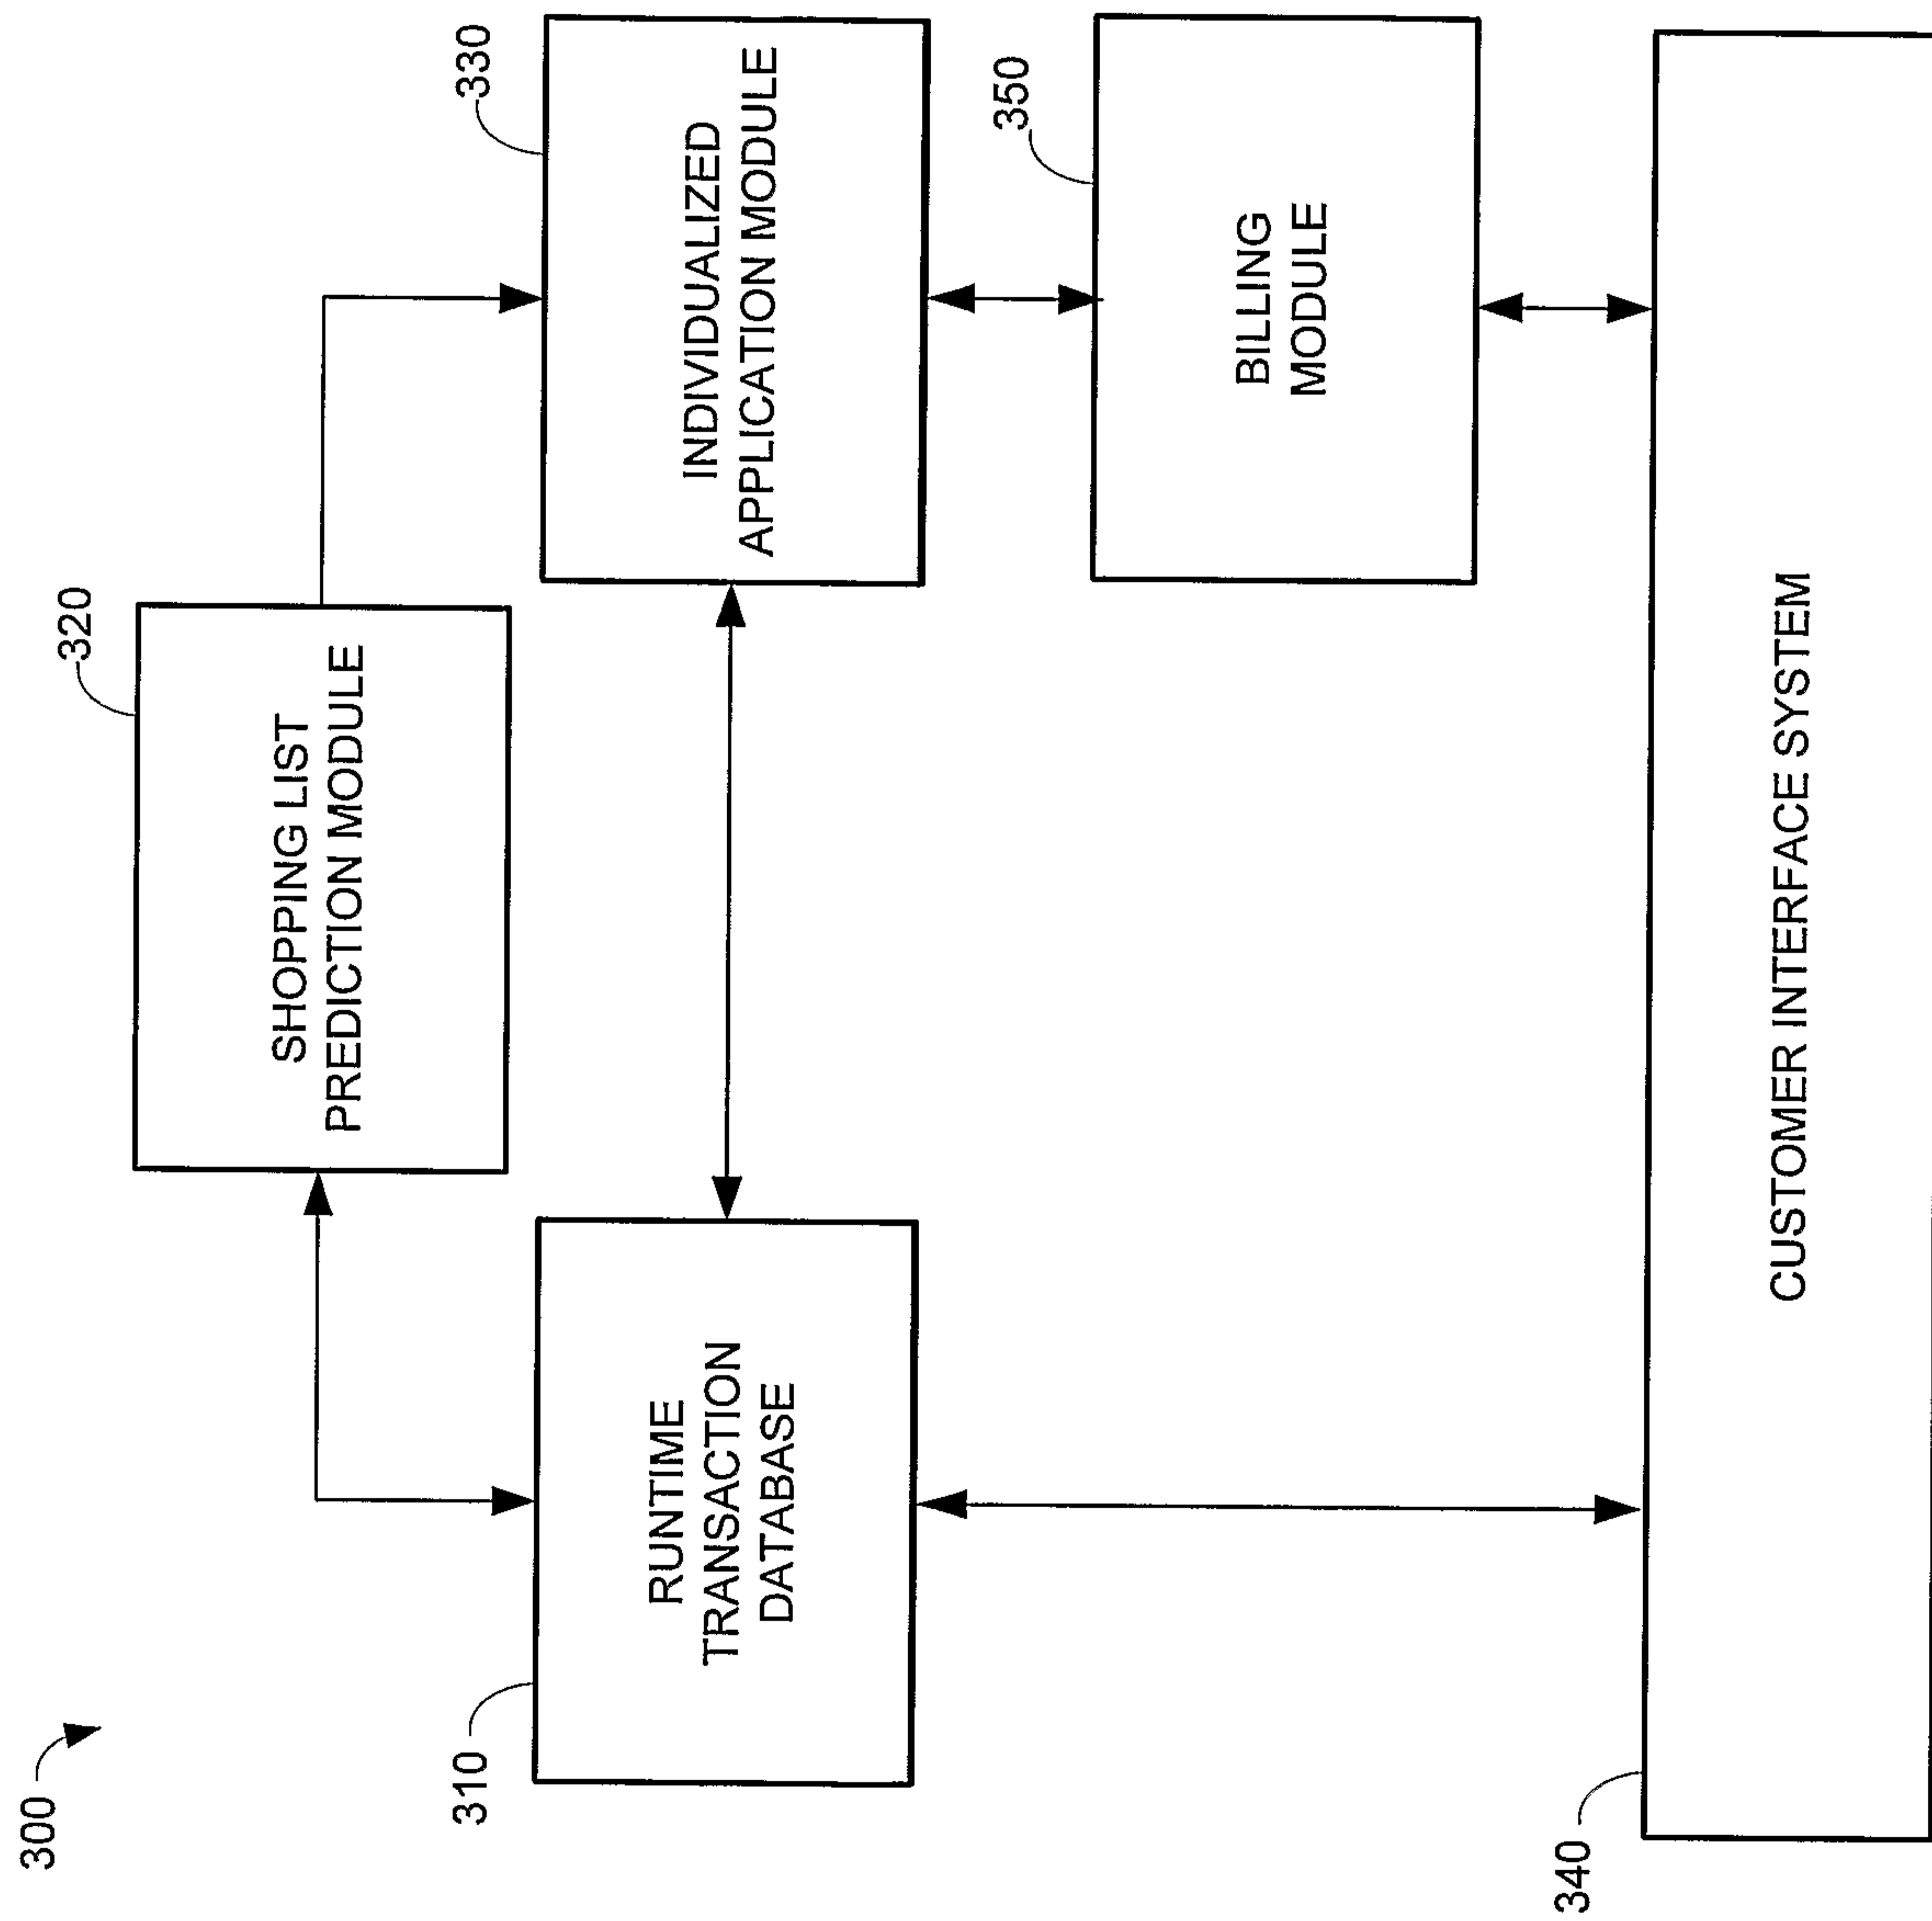 300
320
SHOPPING LIST
PREDICTION MODULE
310
RUNTIME
TRANSACTION
DATABASE
330
INDIVIDUALIZED
APPLICATION MODULE
350
BILLING
MODULE
340
CUSTOMER INTERFACE SYSTEM